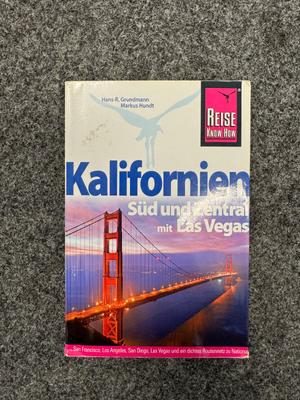 Hans-R. Grundmann
Markus Hundt
REISE
KNOW-HOW
Kalifornien
Süd und Zentral
mit Las Vegas
San Francisco, Los Angeles, San Diego, Las Vegas und ein dichtes Routennetz zu